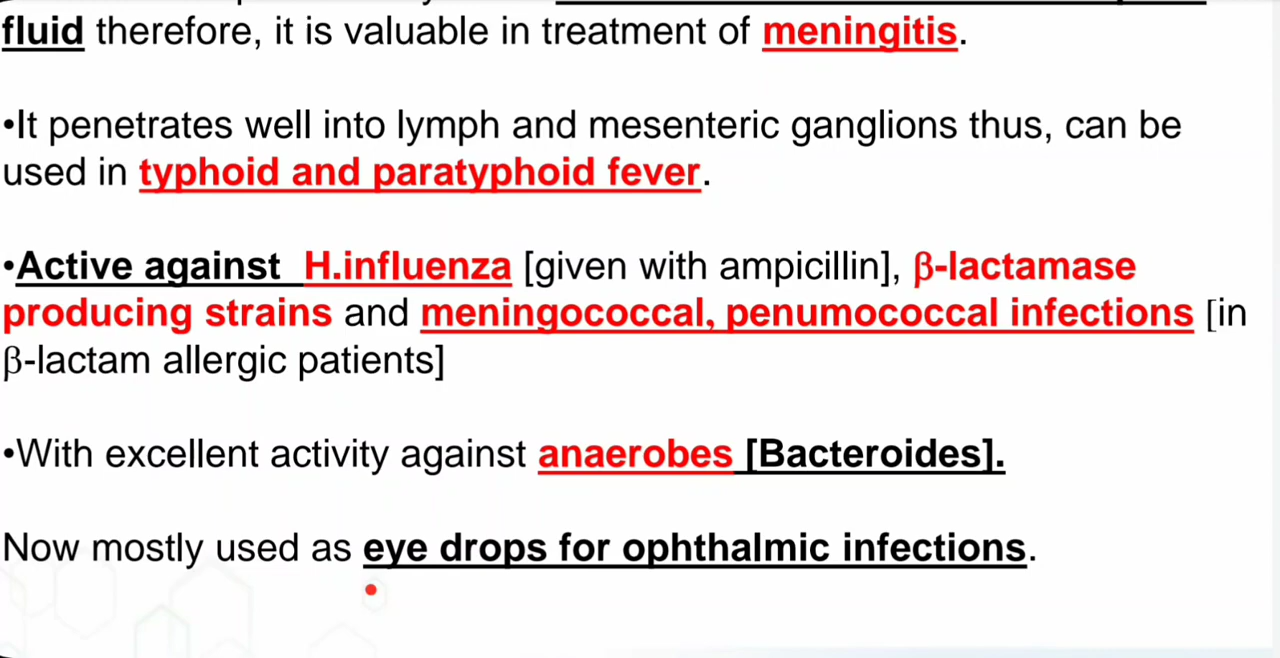 fluid therefore, it is valuable in treatment of meningitis.
•It penetrates well into lymph and mesenteric ganglions thus, can be
used in typhoid and paratyphoid fever.
•Active against H.influenza [given with ampicillin], β-lactamase
producing strains and meningococcal, penumococcal infections [in
β-lactam allergic patients]
•With excellent activity against anaerobes [Bacteroides].
Now mostly used as eye drops for ophthalmic infections.